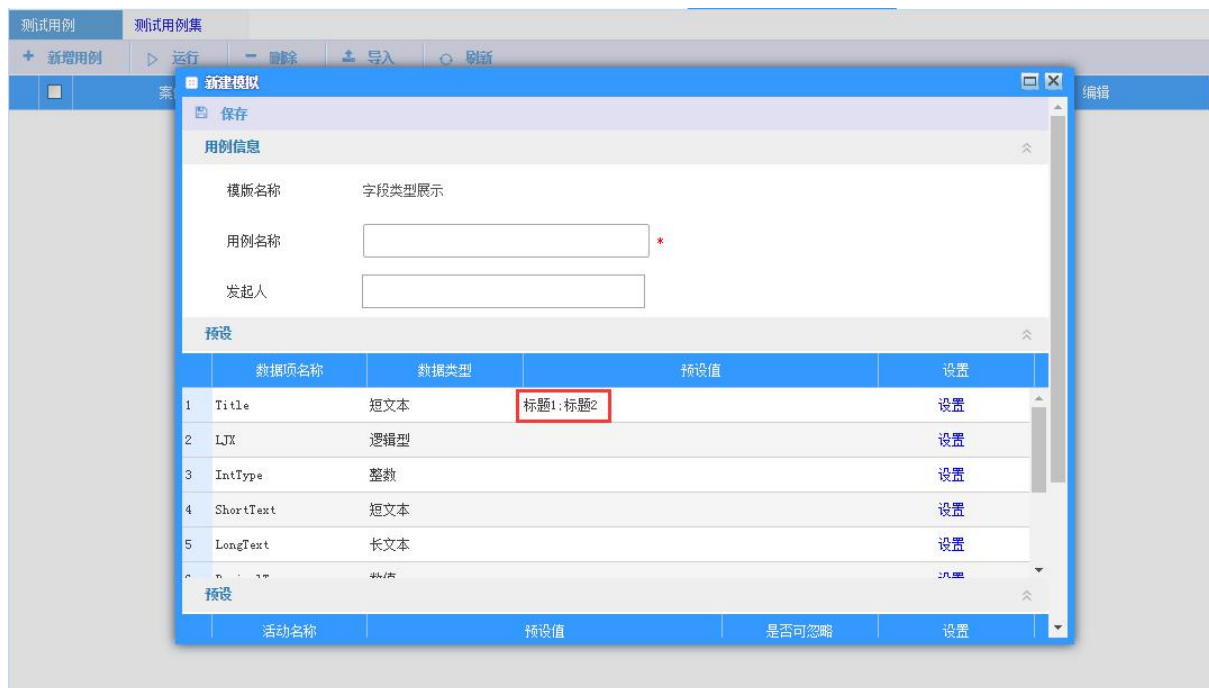 测试用例 测试用例集
新增用例 运行 删除 导入 刷新
案 编辑
新建模拟
保存
用例信息
模版名称 字段类型展示
用例名称 *
发起人
预设
数据项名称 数据类型 预设值 设置
1 Title 短文本 标题1;标题2 设置
2 LJX 逻辑型 设置
3 IntType 整数 设置
4 ShortText 短文本 设置
5 LongText 长文本 设置
数值 设置
预设
活动名称 预设值 是否可忽略 设置